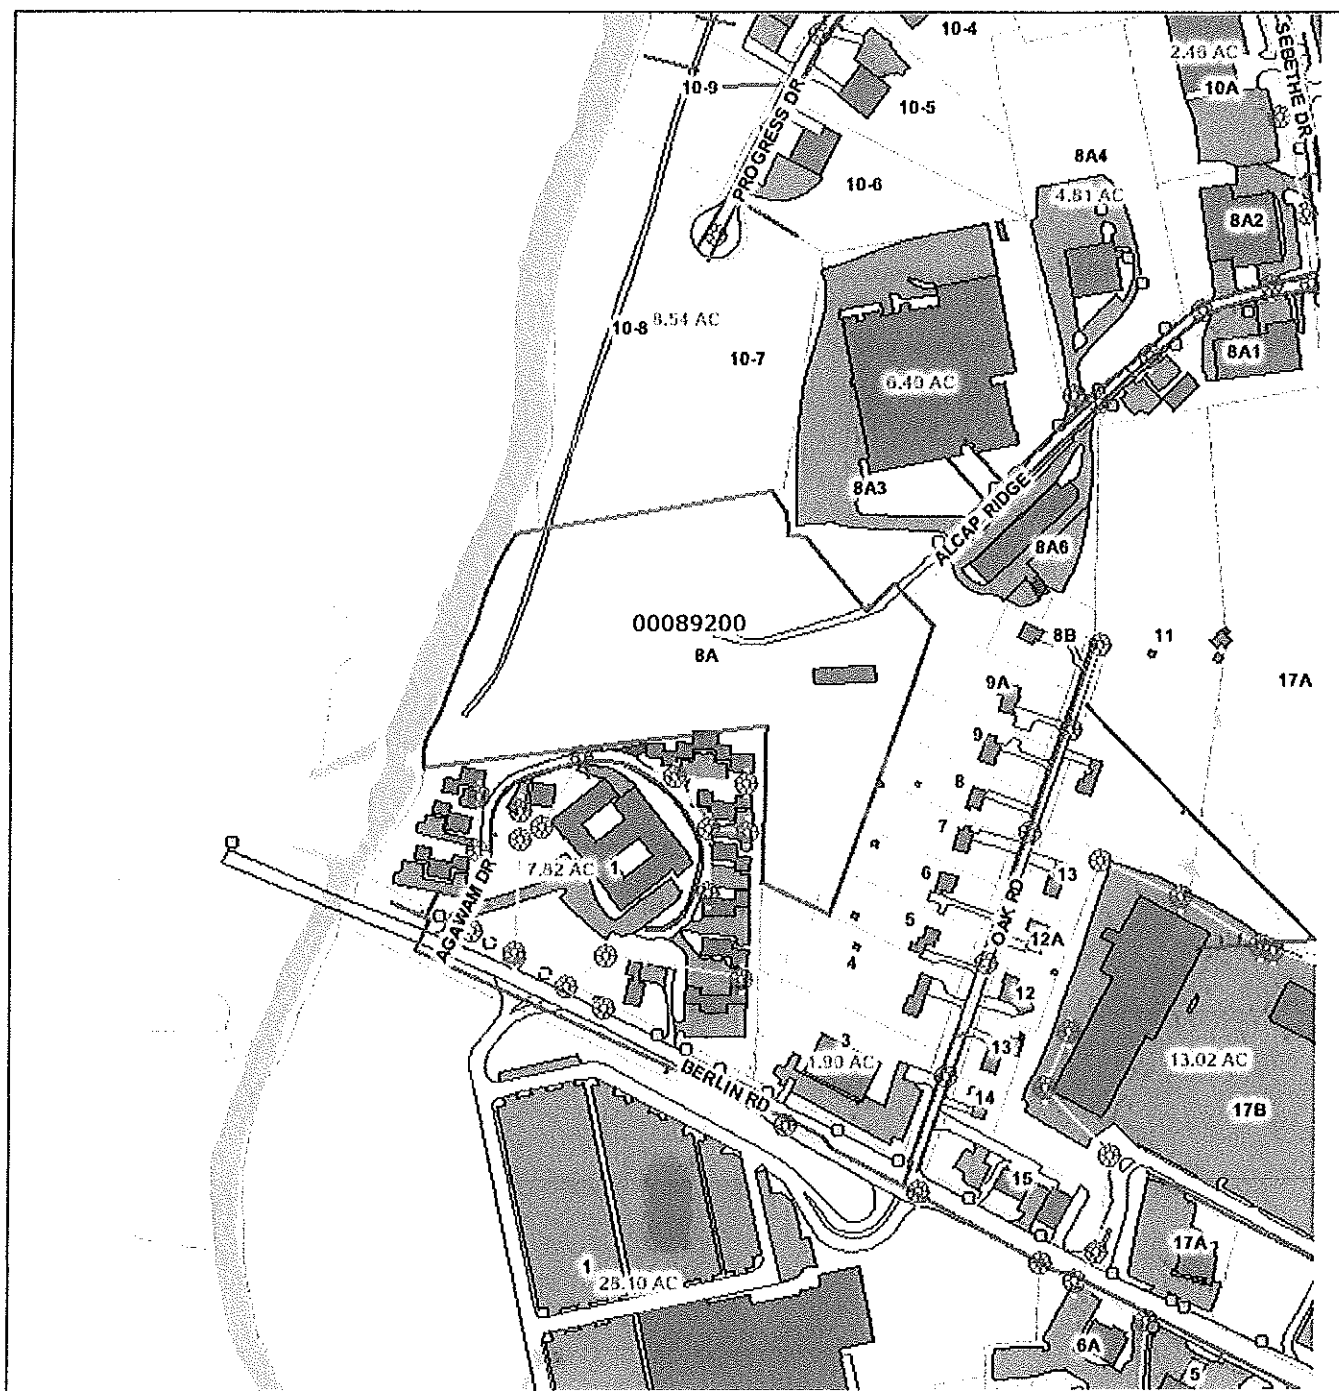 10-4
2.46 AC
SEBETHE DR
10-9
10A
10-5
PROGRESS DR
8A4
10-6
4.81 AC
8A2
10-8
8.54 AC
8A1
10-7
6.40 AC
8A3
ALCAP RIDGE
8A6
00089200
8A
8B
11
17A
9A
9
8
7
6
13
7.82 AC
1
AGAWAM DR
5
OAK RD
12A
4
12
3
1.90 AC
13
13.02 AC
BERLIN RD
14
17B
15
17A
1
28.10 AC
6A
5